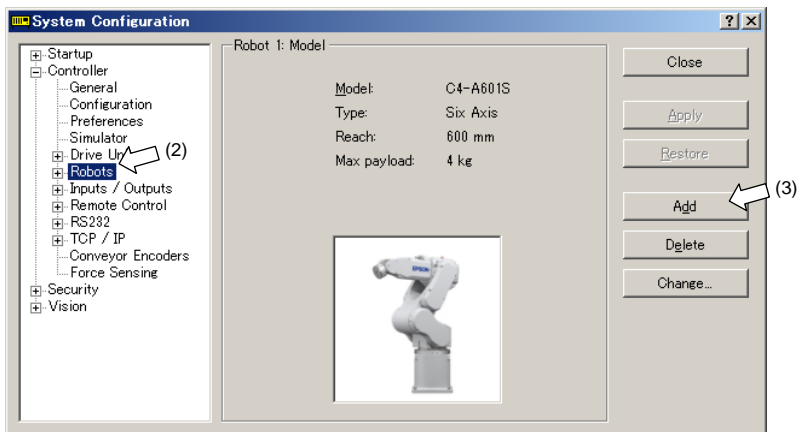 System Configuration
Startup
Controller
General
Configuration
Preferences
Simulator
Drive
Robots
Inputs / Outputs
Remote Control
RS232
TCP / IP
Conveyor Encoders
Force Sensing
Security
Vision
(2)
Robot 1: Model
Model: C4-A601S
Type: Six Axis
Reach: 600 mm
Max payload: 4 kg
EPSON
Close
Apply
Restore
Add
(3)
Delete
Change...